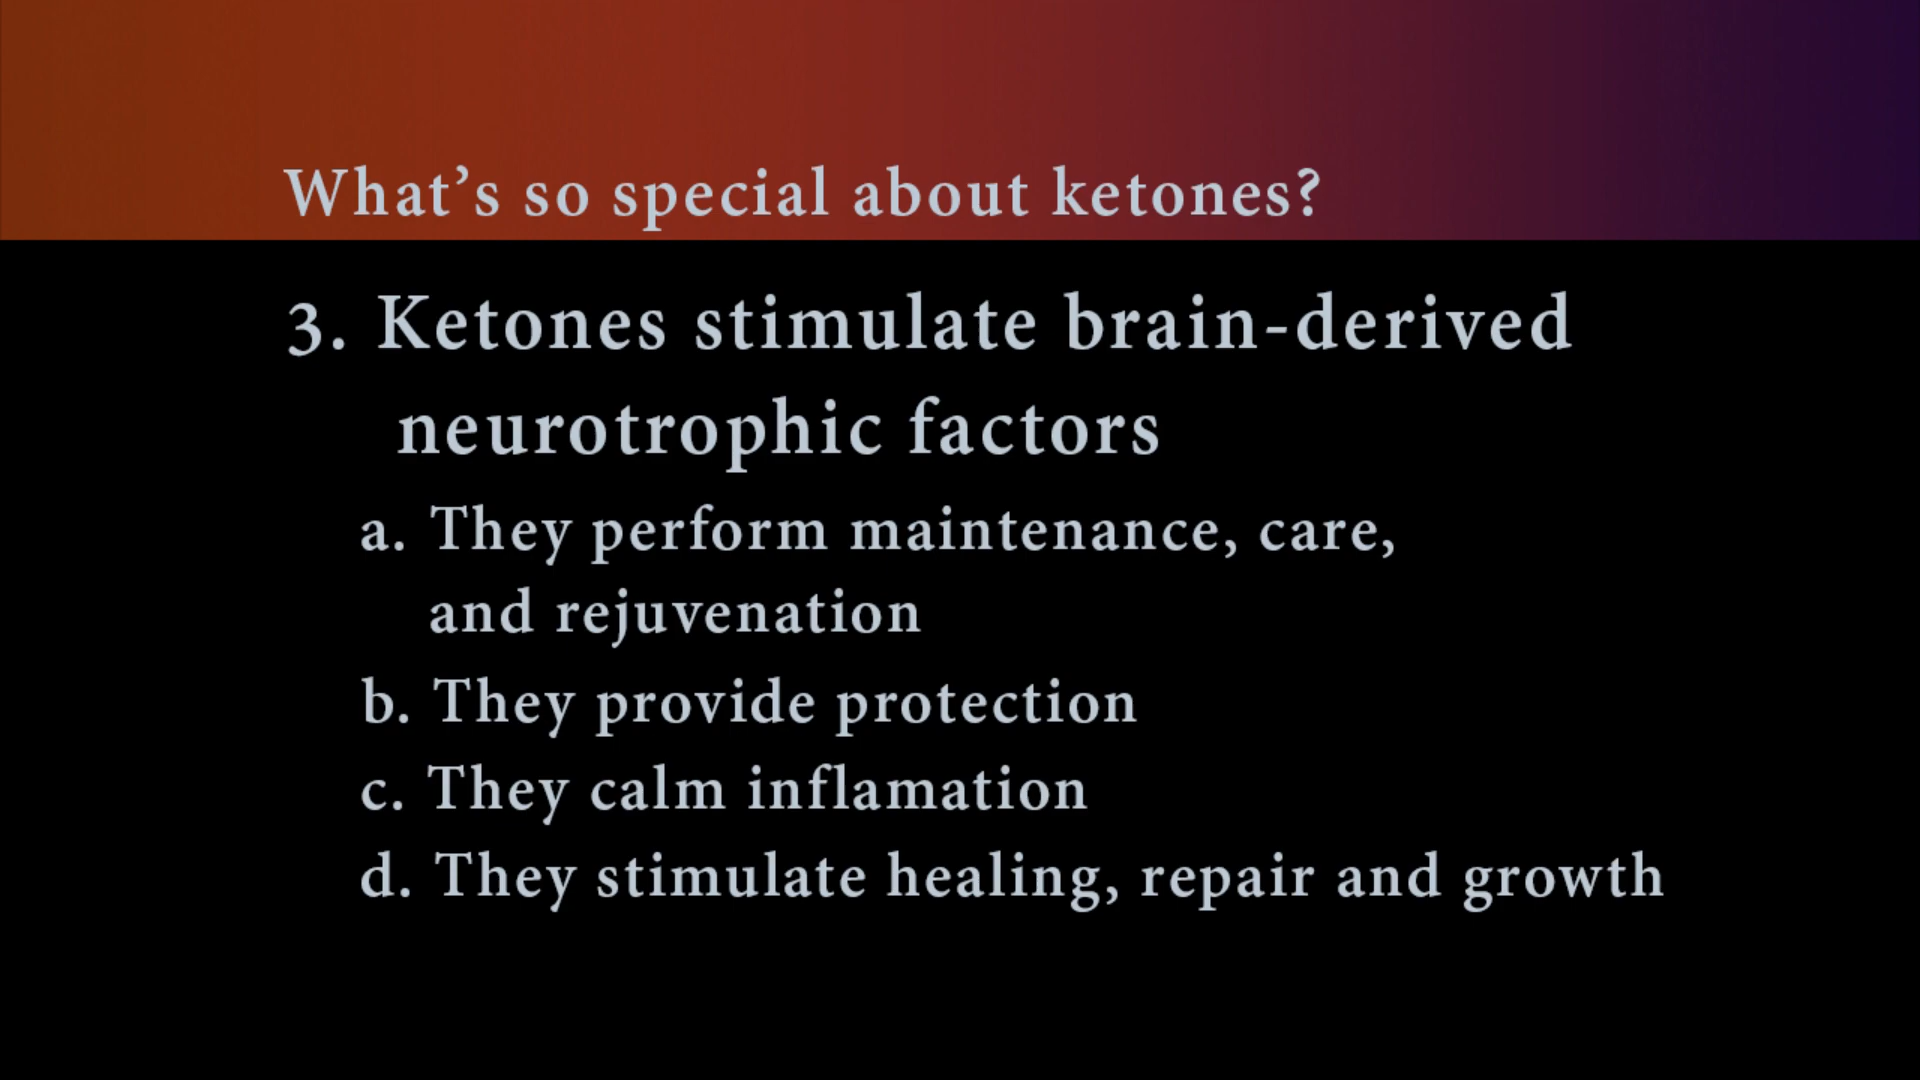 What’s so special about ketones?
3. Ketones stimulate brain-derived
neurotrophic factors
a. They perform maintenance, care,
and rejuvenation
b. They provide protection
c. They calm inflamation
d. They stimulate healing, repair and growth